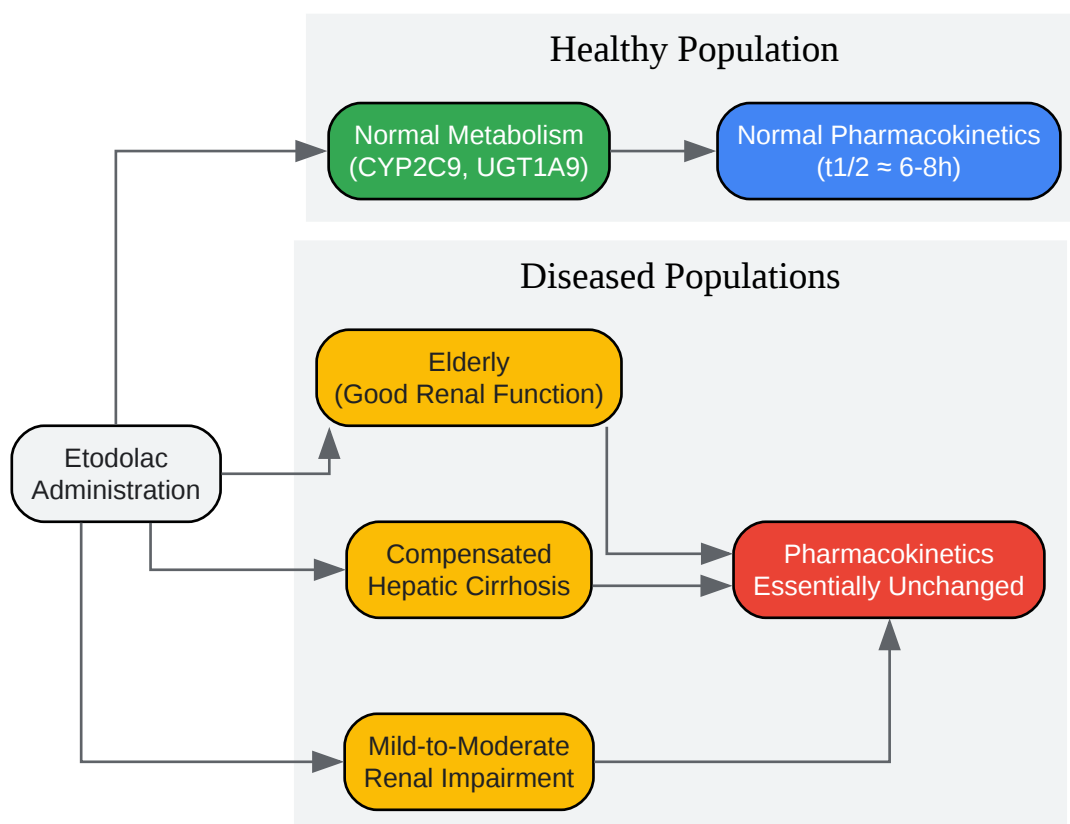 Healthy Population
Normal Metabolism
(CYP2C9, UGT1A9)
Normal Pharmacokinetics
(t1/2 ≈ 6-8h)
Diseased Populations
Elderly
(Good Renal Function)
Etodolac
Administration
Compensated
Hepatic Cirrhosis
Pharmacokinetics
Essentially Unchanged
Mild-to-Moderate
Renal Impairment